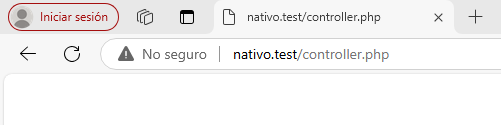 Iniciar sesión
nativo.test/controller.php
No seguro
nativo.test/controller.php